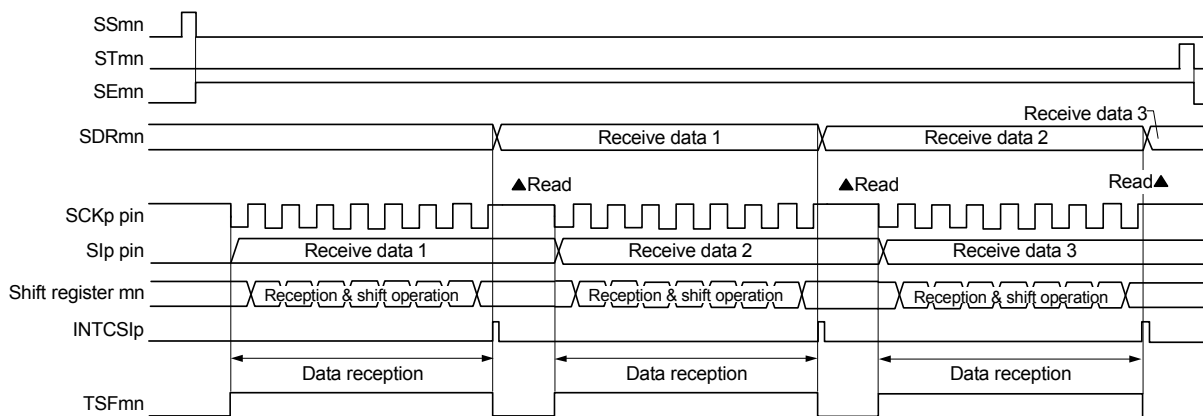 SSmn
STmn
SEmn
Receive data 3
SDRmn Receive data 1 Receive data 2
▲Read ▲Read Read▲
SCKp pin
SIp pin Receive data 1 Receive data 2 Receive data 3
Shift register mn Reception & shift operation Reception & shift operation Reception & shift operation
INTCSIp
Data reception Data reception Data reception
TSFmn